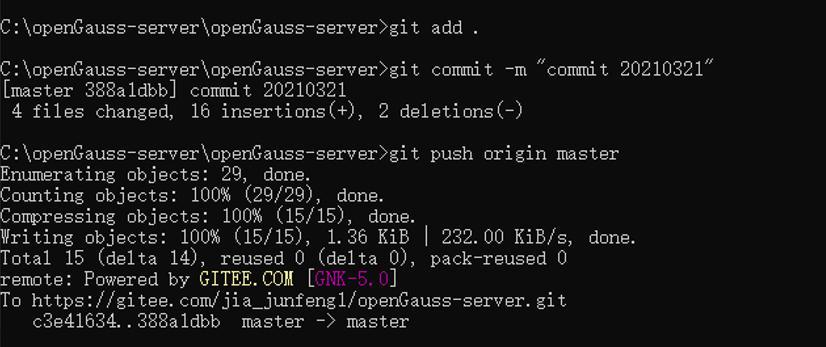 C:\openGauss-server\openGauss-server>git add .
C:\openGauss-server\openGauss-server>git commit -m "commit 20210321"
[master 388a1dbb] commit 20210321
 4 files changed, 16 insertions(+), 2 deletions(-)
C:\openGauss-server\openGauss-server>git push origin master
Enumerating objects: 29, done.
Counting objects: 100% (29/29), done.
Compressing objects: 100% (15/15), done.
Writing objects: 100% (15/15), 1.36 KiB | 232.00 KiB/s, done.
Total 15 (delta 14), reused 0 (delta 0), pack-reused 0
remote: Powered by GITEE.COM [GNK-5.0]
To https://gitee.com/jia_junfeng1/openGauss-server.git
   c3e41634..388a1dbb  master -> master